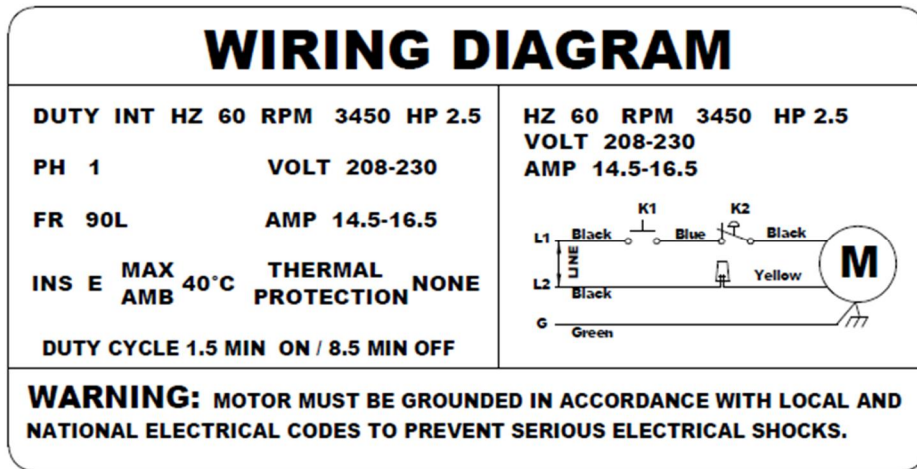 WIRING DIAGRAM
DUTY INT HZ 60 RPM 3450 HP 2.5
PH 1 VOLT 208-230
FR 90L AMP 14.5-16.5
INS E MAX AMB 40°C THERMAL PROTECTION NONE
DUTY CYCLE 1.5 MIN ON / 8.5 MIN OFF
HZ 60 RPM 3450 HP 2.5
VOLT 208-230
AMP 14.5-16.5
K1 K2
L1 Black Blue Black
LINE
M
Yellow
L2 Black
G Green
WARNING: MOTOR MUST BE GROUNDED IN ACCORDANCE WITH LOCAL AND
NATIONAL ELECTRICAL CODES TO PREVENT SERIOUS ELECTRICAL SHOCKS.